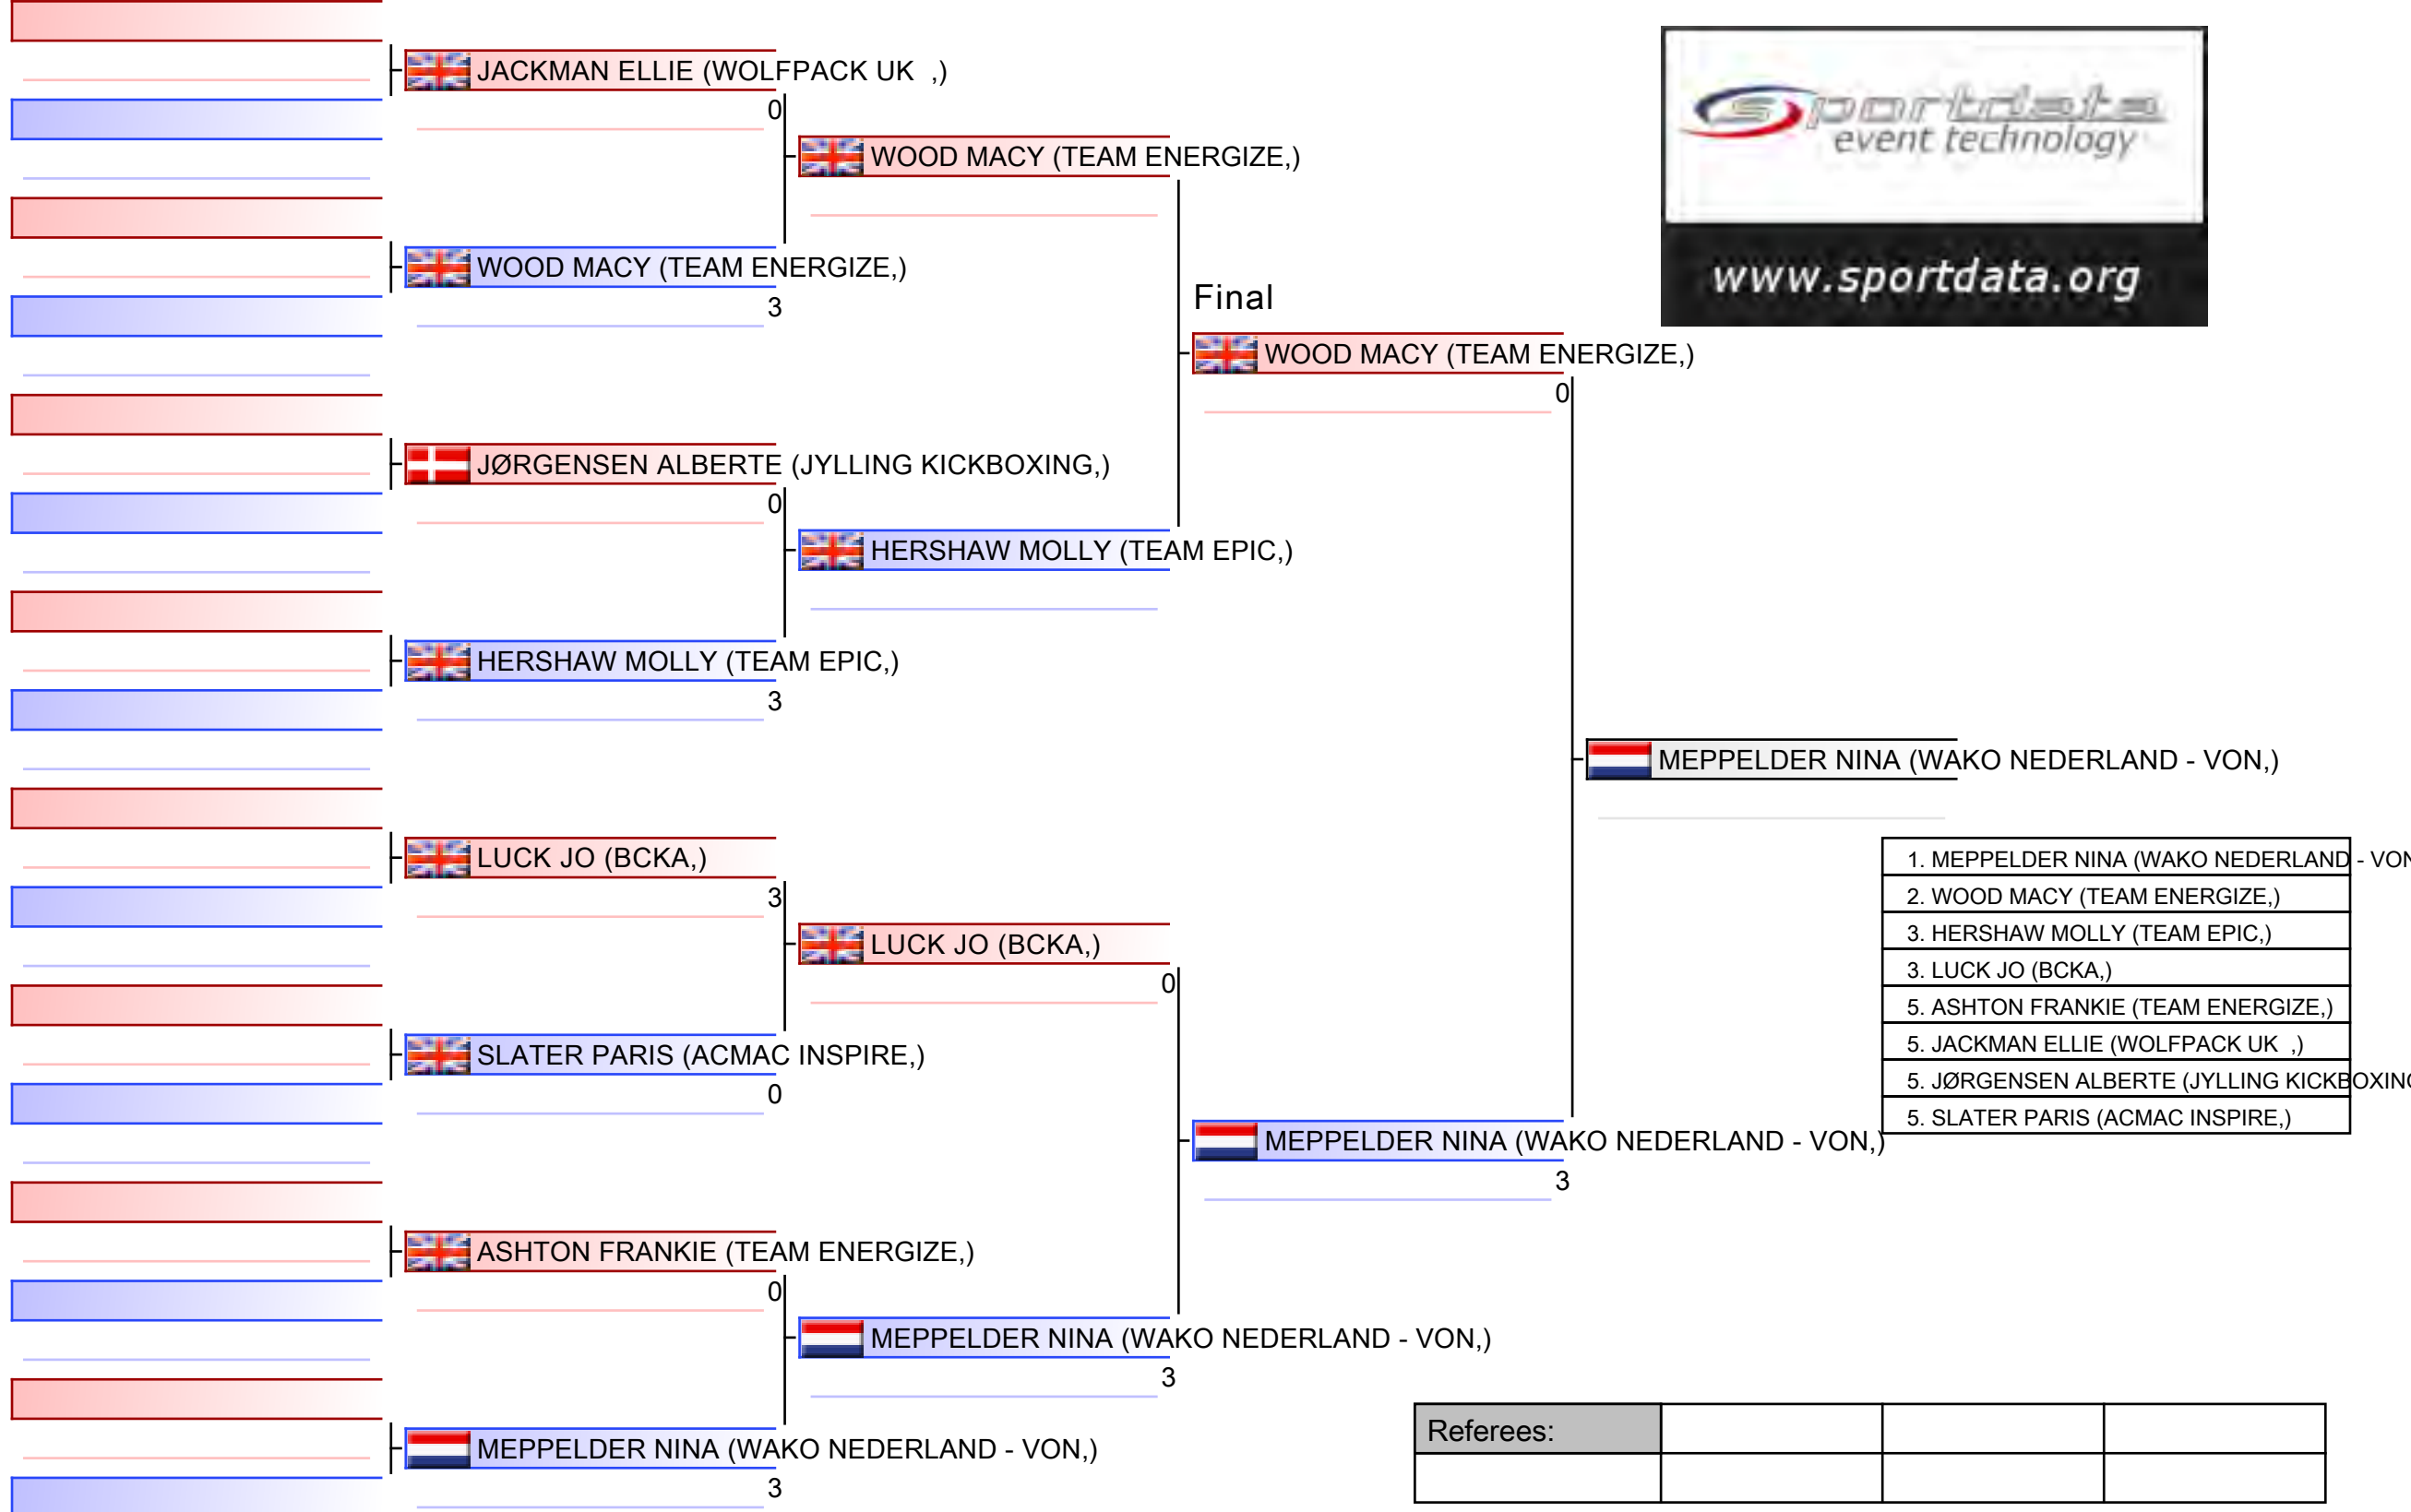 JACKMAN ELLIE (WOLFPACK UK  ,)
0
WOOD MACY (TEAM ENERGIZE,)
3
JØRGENSEN ALBERTE (JYLLING KICKBOXING,)
0
HERSHAW MOLLY (TEAM EPIC,)
3
LUCK JO (BCKA,)
3
SLATER PARIS (ACMAC INSPIRE,)
0
ASHTON FRANKIE (TEAM ENERGIZE,)
0
MEPPELDER NINA (WAKO NEDERLAND - VON,)
3
WOOD MACY (TEAM ENERGIZE,)
HERSHAW MOLLY (TEAM EPIC,)
LUCK JO (BCKA,)
0
MEPPELDER NINA (WAKO NEDERLAND - VON,)
3
Final
WOOD MACY (TEAM ENERGIZE,)
0
MEPPELDER NINA (WAKO NEDERLAND - VON,)
3
MEPPELDER NINA (WAKO NEDERLAND - VON,)
sportdata
event technology
www.sportdata.org
1. MEPPELDER NINA (WAKO NEDERLAND - VON
2. WOOD MACY (TEAM ENERGIZE,)
3. HERSHAW MOLLY (TEAM EPIC,)
3. LUCK JO (BCKA,)
5. ASHTON FRANKIE (TEAM ENERGIZE,)
5. JACKMAN ELLIE (WOLFPACK UK  ,)
5. JØRGENSEN ALBERTE (JYLLING KICKBOXING
5. SLATER PARIS (ACMAC INSPIRE,)
Referees: